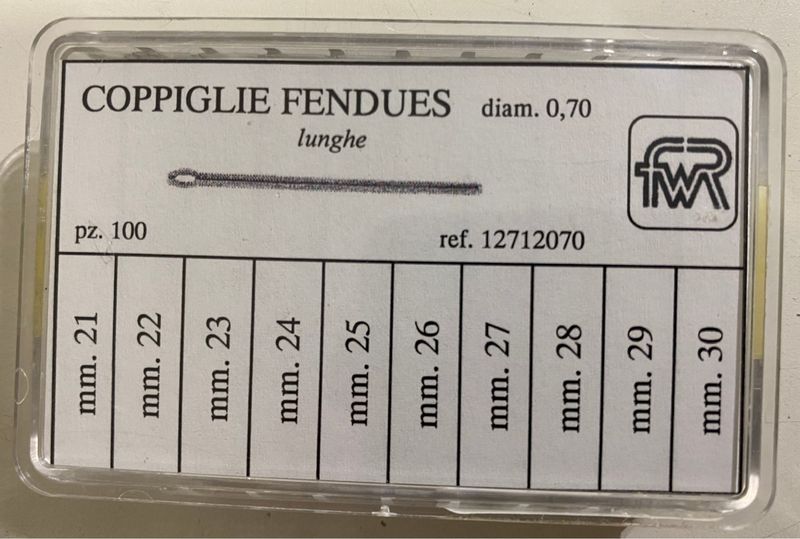 COPPIGLIE FENDUES diam. 0,70
lunghe
pz. 100
ref. 12712070
mm. 21
mm. 22
mm. 23
mm. 24
mm. 25
mm. 26
mm. 27
mm. 28
mm. 29
mm. 30